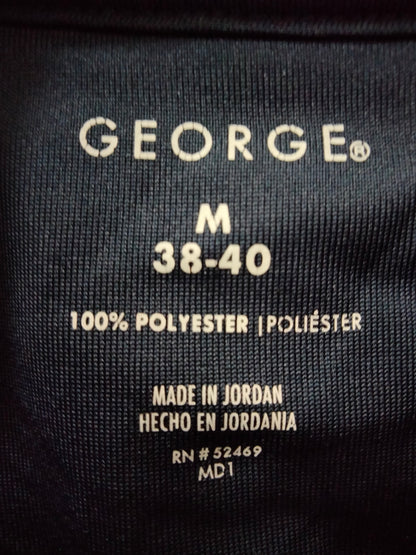 GEORGE®
M
38-40
100% POLYESTER | POLIÉSTER
MADE IN JORDAN
HECHO EN JORDANIA
RN # 52469
MD1